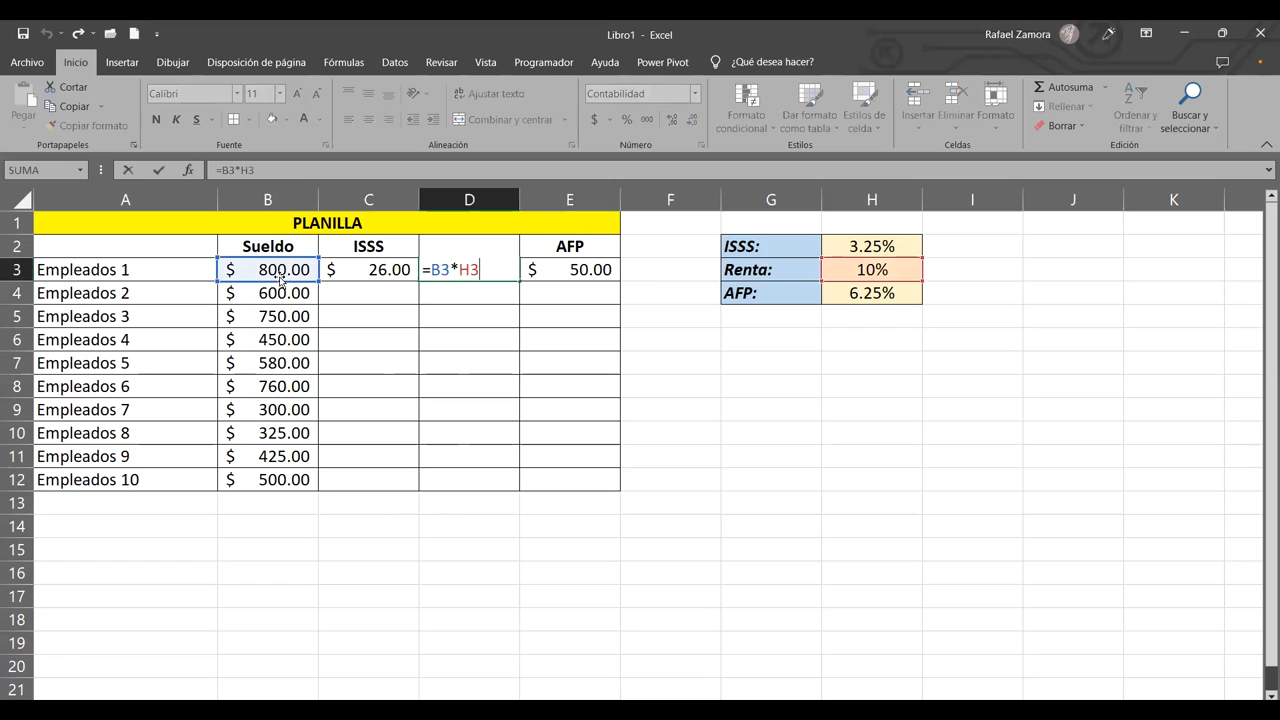 Libro1 - Excel
Rafael Zamora
Archivo Inicio Insertar Dibujar Disposición de página Fórmulas Datos Revisar Vista Programador Ayuda Power Pivot ¿Qué desea hacer?
Pegar
Cortar
Copiar
Copiar formato
Portapapeles
Calibri 11
N K S
Fuente
Ajustar texto
Combinar y centrar
Alineación
Contabilidad
$ % 000
Número
Formato condicional
Dar formato como tabla
Estilos de celda
Estilos
Insertar Eliminar Formato
Celdas
Autosuma
Rellenar
Borrar
Ordenar y filtrar
Buscar y seleccionar
Edición
SUMA fx =B3*H3
A B C D E F G H I J K
1 PLANILLA
2 Sueldo ISSS AFP ISSS: 3.25%
3 Empleados 1 $ 800.00 $ 26.00 =B3*H3 $ 50.00 Renta: 10%
4 Empleados 2 $ 600.00 AFP: 6.25%
5 Empleados 3 $ 750.00
6 Empleados 4 $ 450.00
7 Empleados 5 $ 580.00
8 Empleados 6 $ 760.00
9 Empleados 7 $ 300.00
10 Empleados 8 $ 325.00
11 Empleados 9 $ 425.00
12 Empleados 10 $ 500.00
13
14
15
16
17
18
19
20
21